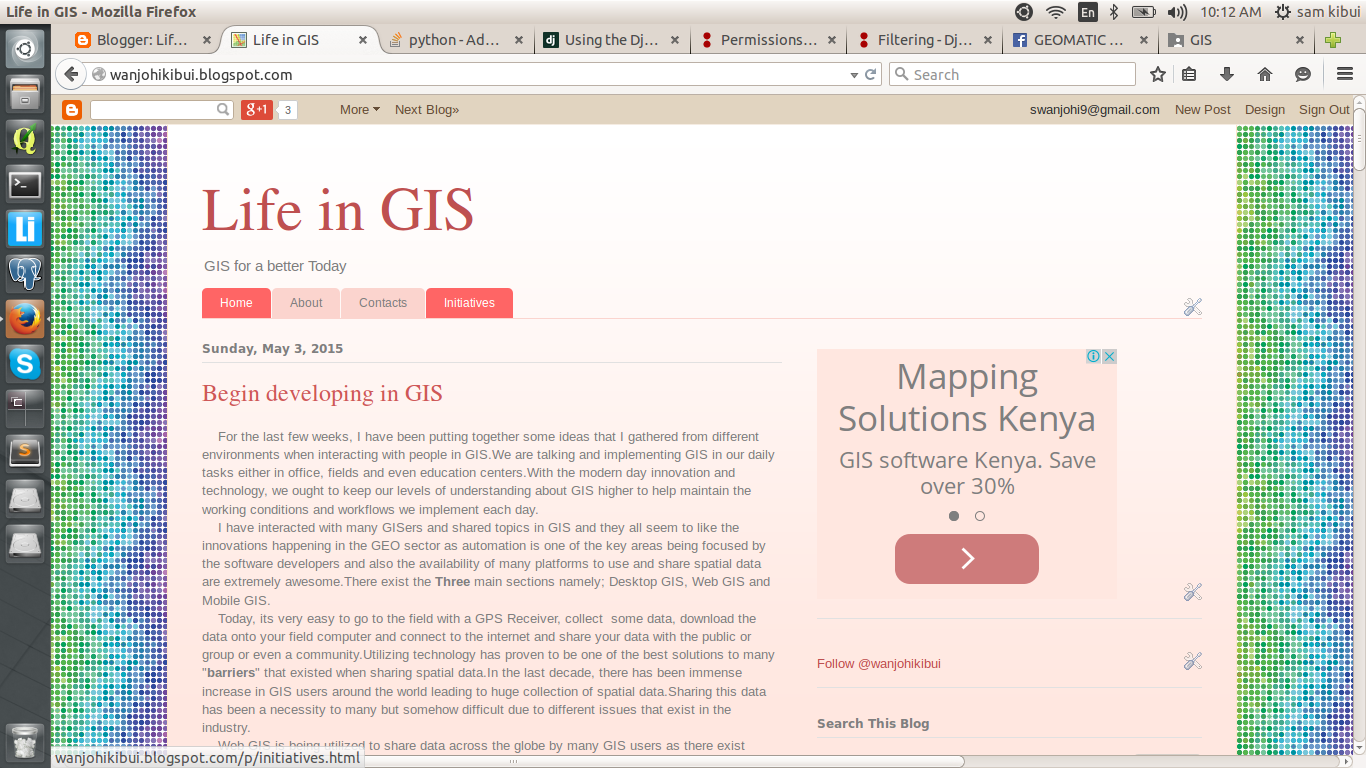 Life in GIS - Mozilla Firefox
En
10:12 AM
sam kibui
Blogger: Lif...
Life in GIS
python - Ad...
Using the Dj...
Permissions...
Filtering - Dj...
GEOMATIC ...
GIS
wanjohikibui.blogspot.com
Search
g+1
3
More
Next Blog»
swanjohi9@gmail.com
New Post
Design
Sign Out
Life in GIS
GIS for a better Today
Home
About
Contacts
Initiatives
Sunday, May 3, 2015
Begin developing in GIS
For the last few weeks, I have been putting together some ideas that I gathered from different
environments when interacting with people in GIS.We are talking and implementing GIS in our daily
tasks either in office, fields and even education centers.With the modern day innovation and
technology, we ought to keep our levels of understanding about GIS higher to help maintain the
working conditions and workflows we implement each day.
I have interacted with many GISers and shared topics in GIS and they all seem to like the
innovations happening in the GEO sector as automation is one of the key areas being focused by
the software developers and also the availability of many platforms to use and share spatial data
are extremely awesome.There exist the Three main sections namely; Desktop GIS, Web GIS and
Mobile GIS.
Today, its very easy to go to the field with a GPS Receiver, collect  some data, download the
data onto your field computer and connect to the internet and share your data with the public or
group or even a community.Utilizing technology has proven to be one of the best solutions to many
"barriers" that existed when sharing spatial data.In the last decade, there has been immense
increase in GIS users around the world leading to huge collection of spatial data.Sharing this data
has been a necessity to many but somehow difficult due to different issues that exist in the
industry.
Web GIS is being utilized to share data across the globe by many GIS users as there exist
Mapping
Solutions Kenya
GIS software Kenya. Save
over 30%
Follow @wanjohikibui
Search This Blog
wanjohikibui.blogspot.com/p/initiatives.html